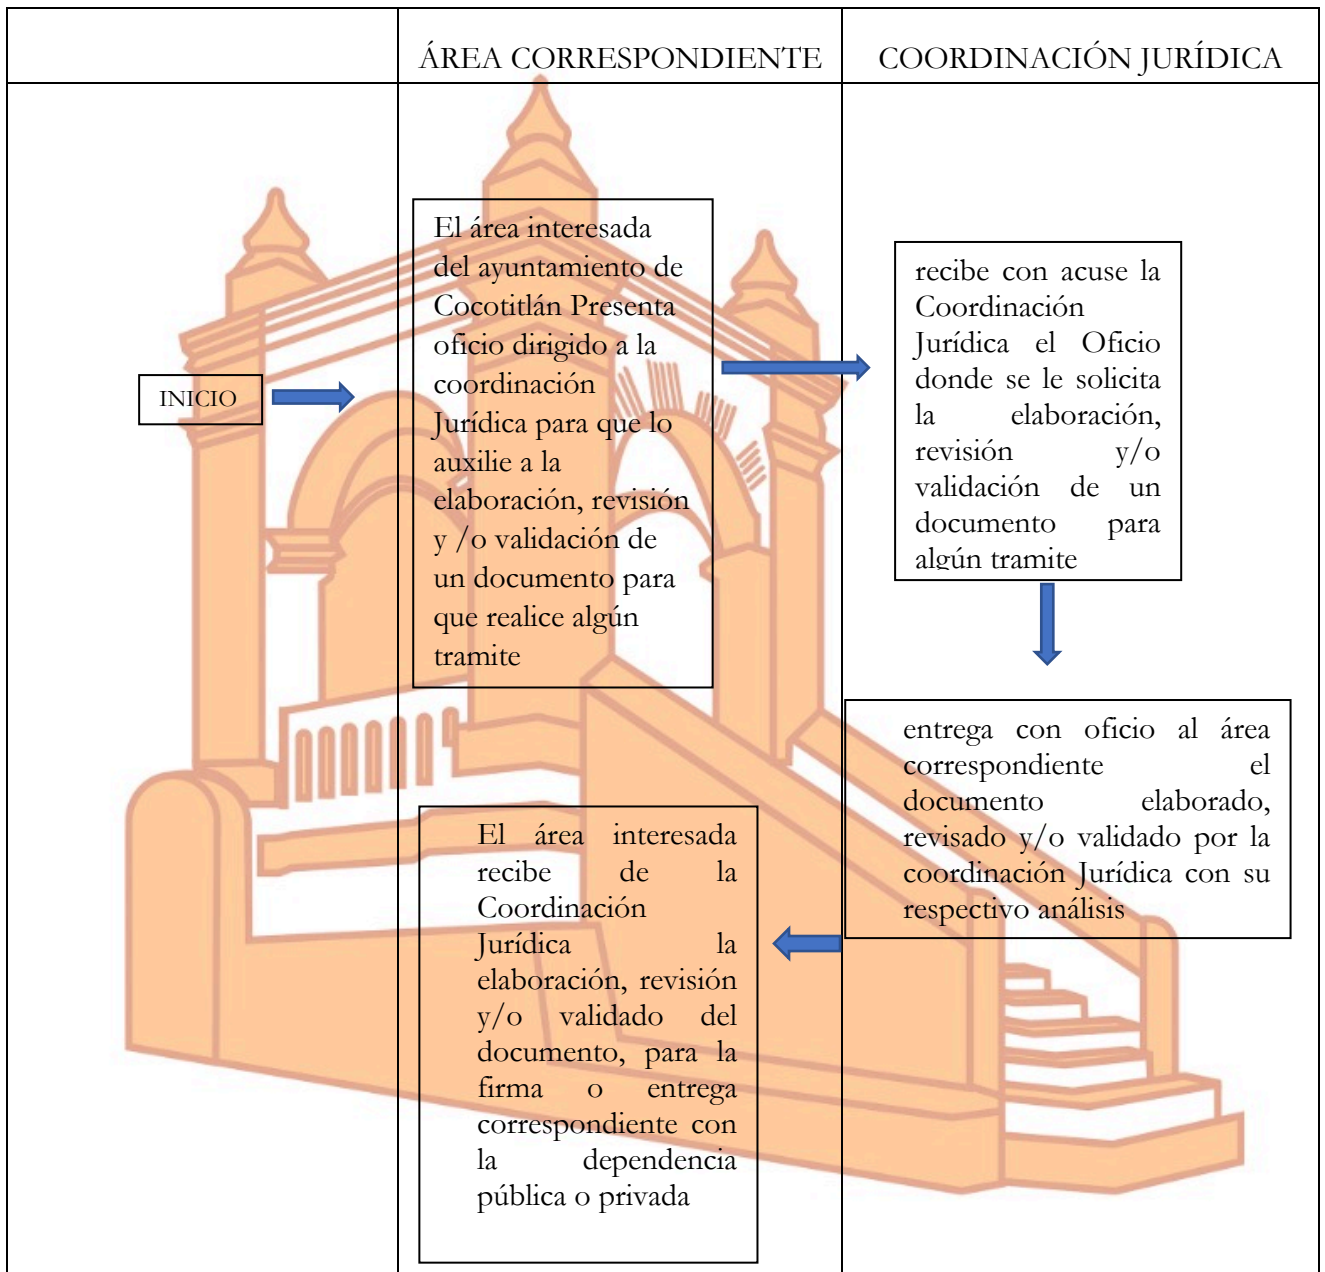 ÁREA CORRESPONDIENTE
COORDINACIÓN JURÍDICA
INICIO
El área interesada
del ayuntamiento de
Cocotitlán Presenta
oficio dirigido a la
coordinación
Jurídica para que lo
auxilie a la
elaboración, revisión
y /o validación de
un documento para
que realice algún
tramite
recibe con acuse la
Coordinación
Jurídica el Oficio
donde se le solicita
la elaboración,
revisión y/o
validación de un
documento para
algún tramite
entrega con oficio al área
correspondiente el
documento elaborado,
revisado y/o validado por la
coordinación Jurídica con su
respectivo análisis
El área interesada
recibe de la
Coordinación
Jurídica la
elaboración, revisión
y/o validado del
documento, para la
firma o entrega
correspondiente con
la dependencia
pública o privada